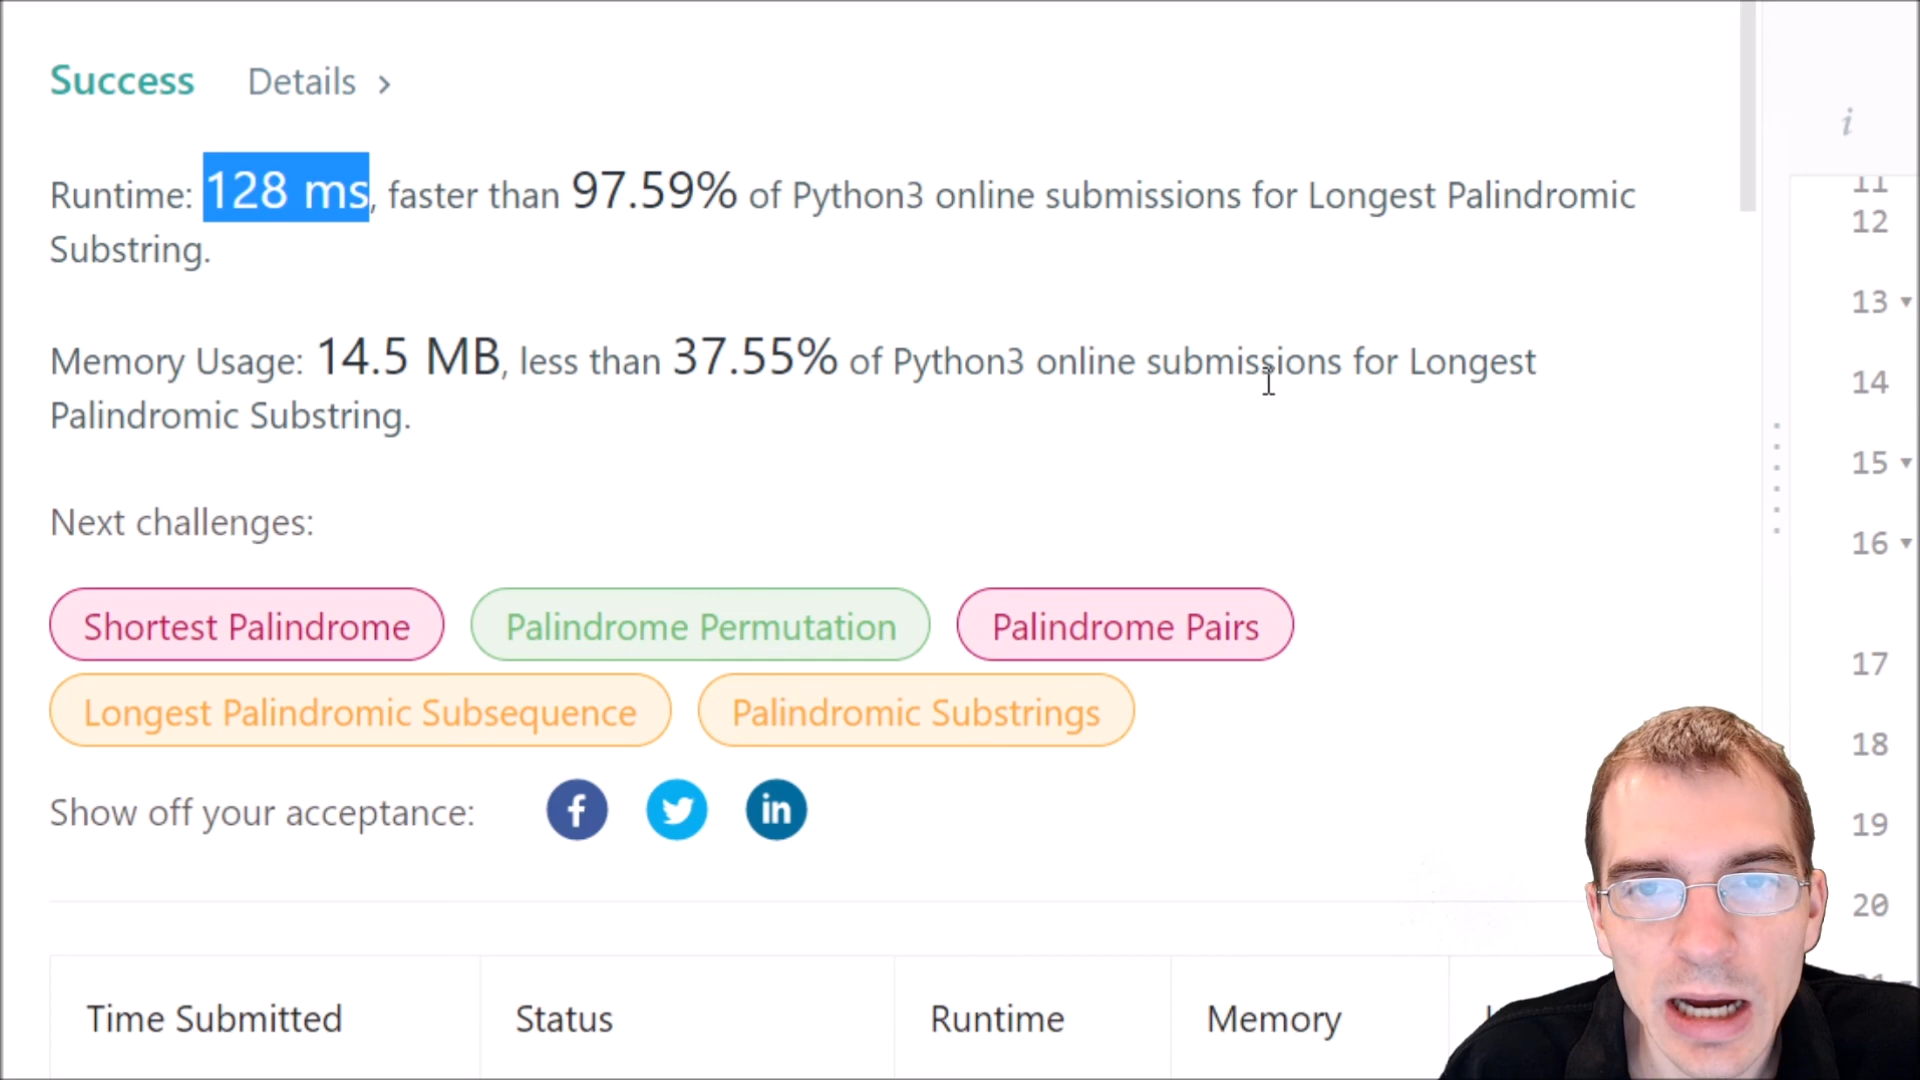 Success Details >
i
Runtime: 128 ms, faster than 97.59% of Python3 online submissions for Longest Palindromic
Substring.
Memory Usage: 14.5 MB, less than 37.55% of Python3 online submissions for Longest
Palindromic Substring.
Next challenges:
Shortest Palindrome Palindrome Permutation Palindrome Pairs
Longest Palindromic Subsequence Palindromic Substrings
Show off your acceptance: f in
Time Submitted Status Runtime Memory
11
12
13
14
15
16
17
18
19
20